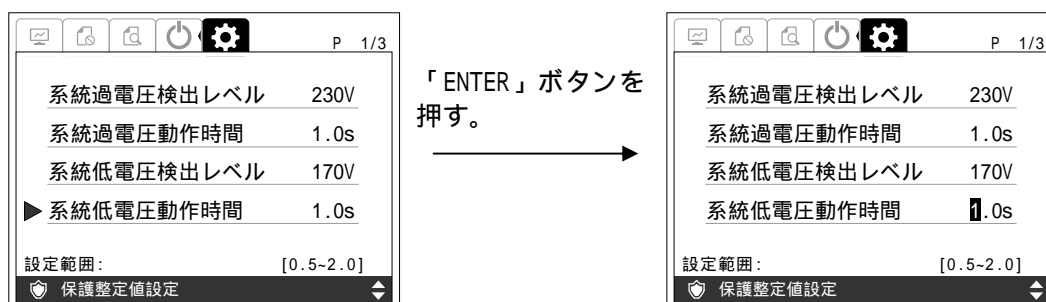 P 1/3
系統過電圧検出レベル 230V
系統過電圧動作時間 1.0s
系統低電圧検出レベル 170V
系統低電圧動作時間 1.0s
設定範囲: [0.5~2.0]
保護整定値設定
「ENTER」ボタンを
押す。
P 1/3
系統過電圧検出レベル 230V
系統過電圧動作時間 1.0s
系統低電圧検出レベル 170V
系統低電圧動作時間 1.0s
設定範囲: [0.5~2.0]
保護整定値設定